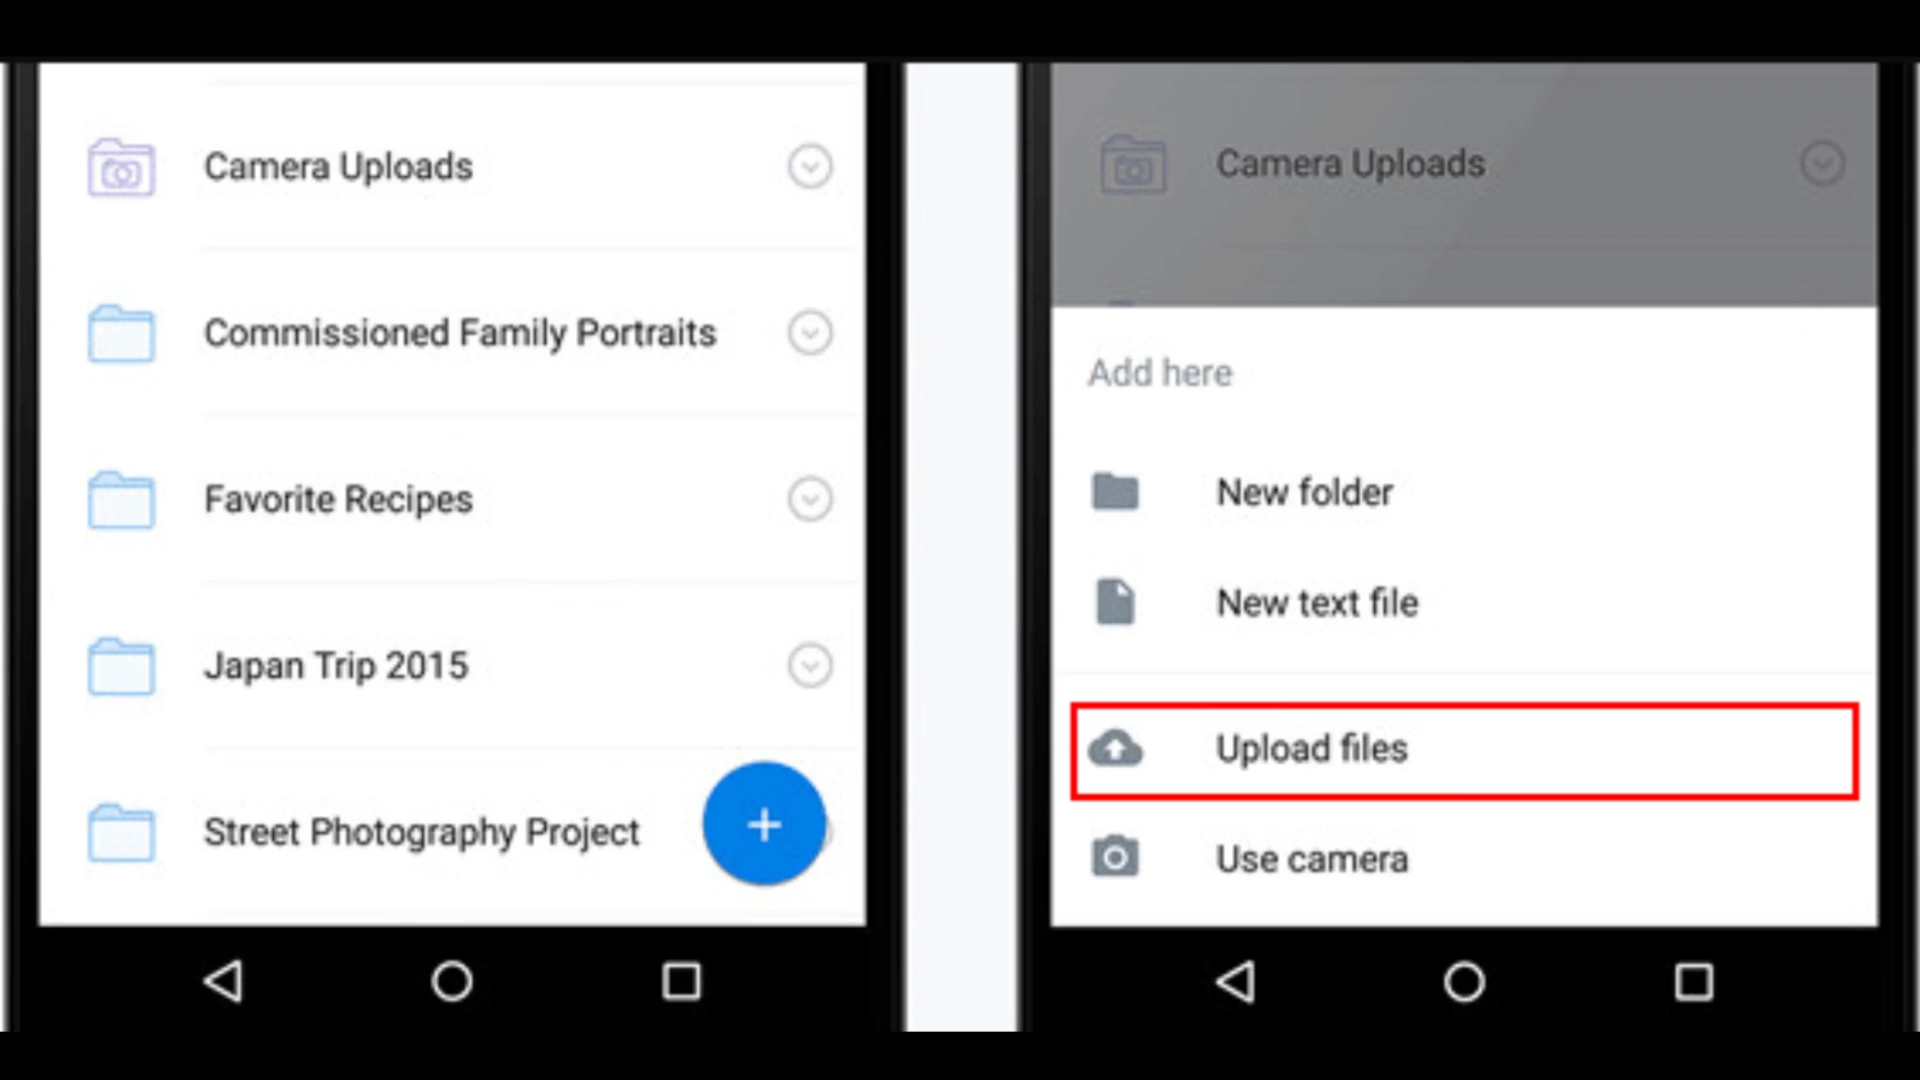 Camera Uploads
Commissioned Family Portraits
Favorite Recipes
Japan Trip 2015
Street Photography Project
Camera Uploads
Add here
New folder
New text file
Upload files
Use camera